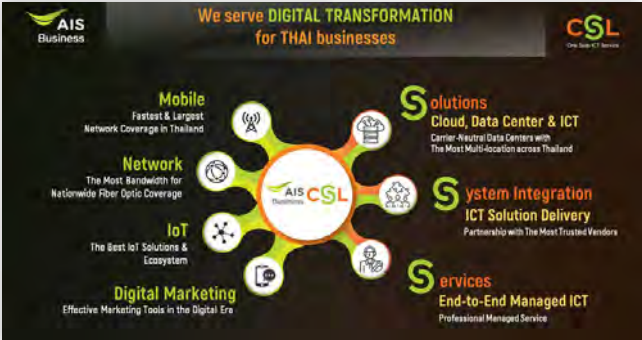 AIS
Business
We serve DIGITAL TRANSFORMATION
for THAI businesses
CSL
One Stop ICT Service
Mobile
Fastest & Largest
Network Coverage in Thailand
Network
The Most Bandwidth for
Nationwide Fiber Optic Coverage
IoT
The Best IoT Solutions &
Ecosystem
Digital Marketing
Effective Marketing Tools in the Digital Era
AIS
Business
CSL
Solutions
Cloud, Data Center & ICT
Carrier-Neutral Data Centers with
The Most Multi-location across Thailand
System Integration
ICT Solution Delivery
Partnership with The Most Trusted Vendors
Services
End-to-End Managed ICT
Professional Managed Service